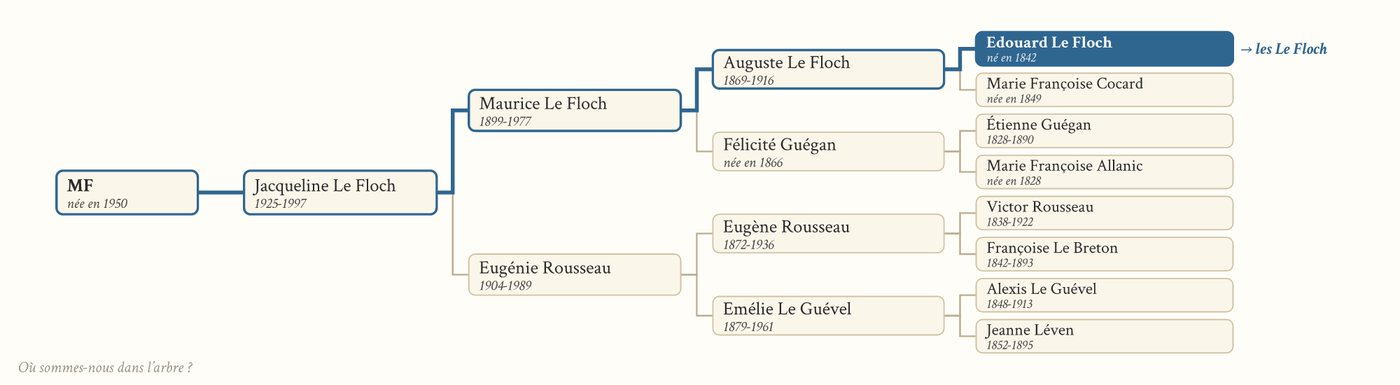 MF
née en 1950
Jacqueline Le Floch
1925-1997
Maurice Le Floch
1899-1977
Eugénie Rousseau
1904-1989
Auguste Le Floch
1869-1916
Félicité Guégan
née en 1866
Eugène Rousseau
1872-1936
Emélie Le Guével
1879-1961
Edouard Le Floch
né en 1842
→ les Le Floch
Marie Françoise Cocard
née en 1849
Étienne Guégan
1828-1890
Marie Françoise Allanic
née en 1828
Victor Rousseau
1838-1922
Françoise Le Breton
1842-1893
Alexis Le Guével
1848-1913
Jeanne Léven
1852-1895
Où sommes-nous dans l'arbre ?